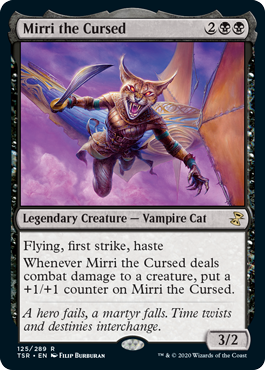 Mirri the Cursed 2
Legendary Creature — Vampire Cat
Flying, first strike, haste
Whenever Mirri the Cursed deals
combat damage to a creature, put a
+1/+1 counter on Mirri the Cursed.
A hero fails, a martyr falls. Time twists
and destinies interchange.
3/2
125/289 R
TSR • EN FILIP BURBURAN
™ & © 2020 Wizards of the Coast